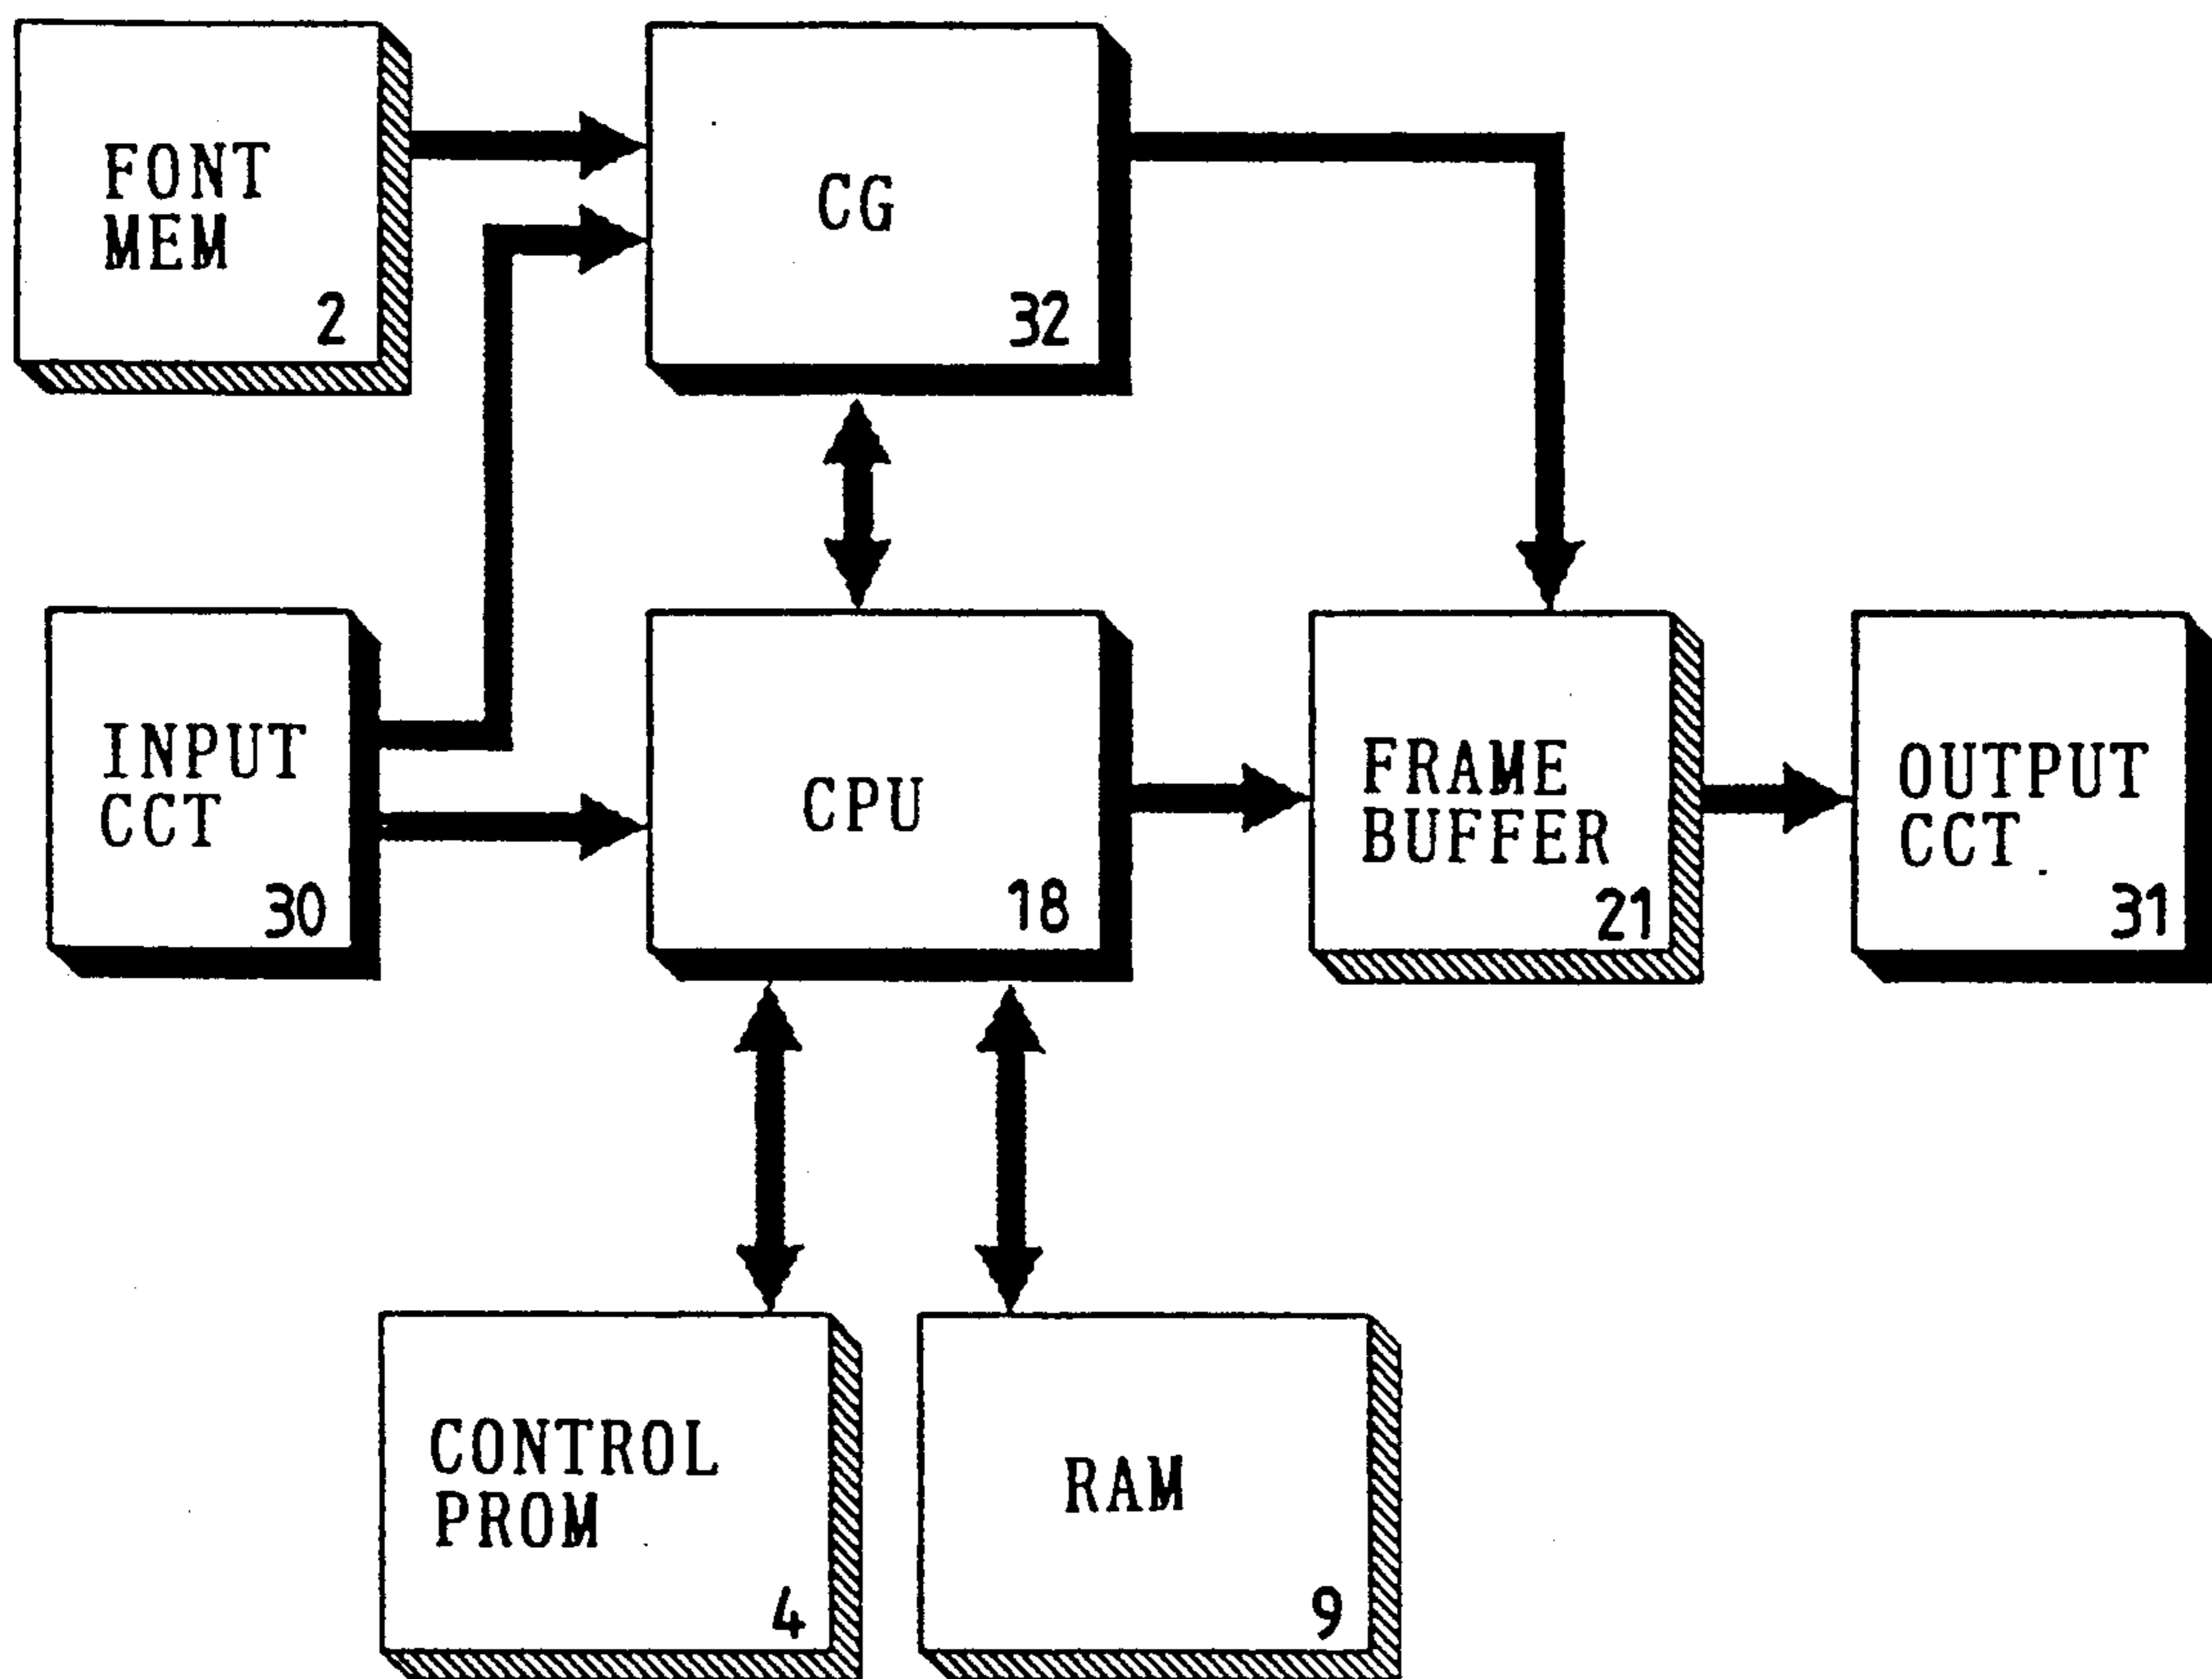 FONT
MEM
2
CG
32
INPUT
CCT
30
CPU
18
FRAME
BUFFER
21
OUTPUT
CCT
31
CONTROL
PROM
4
RAM
9